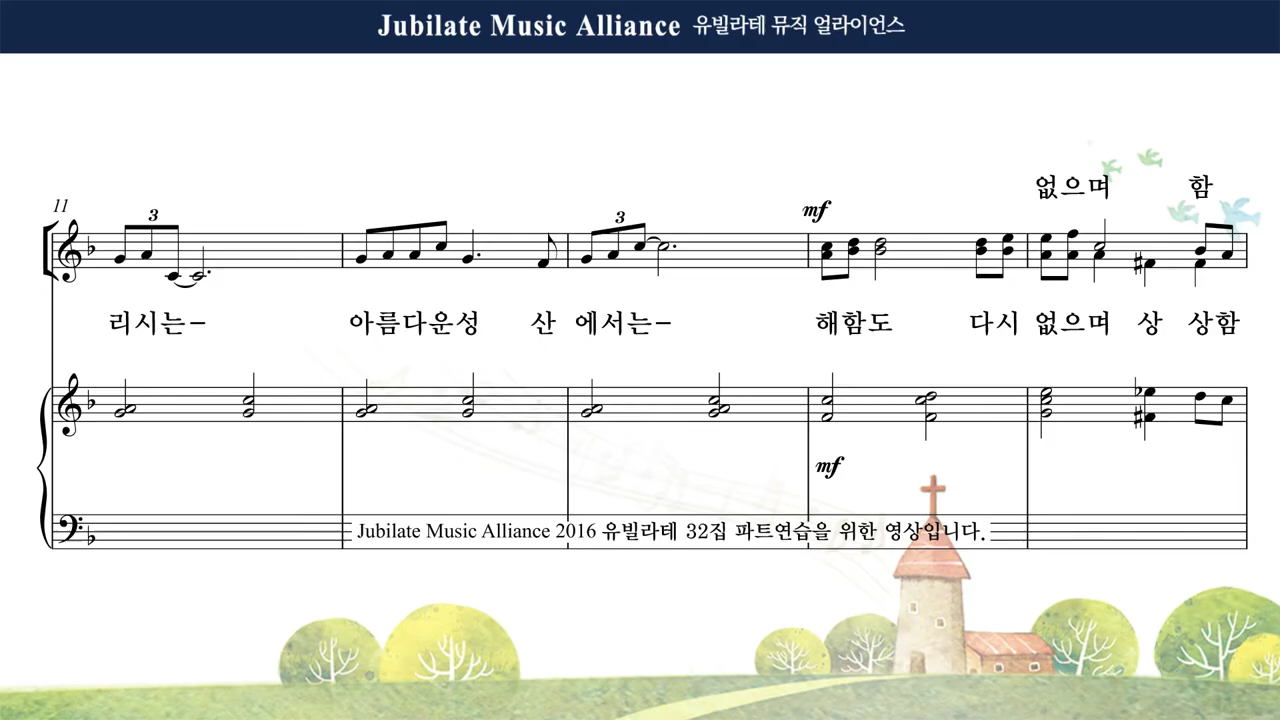 Jubilate Music Alliance 유빌라테 뮤직 얼라이언스
없으며 함
11
3
3
mf
리시는– 아름다운성 산 에서는– 해함도 다시 없으며 상 상함
mf
Jubilate Music Alliance 2016 유빌라테 32집 파트연습을 위한 영상입니다.